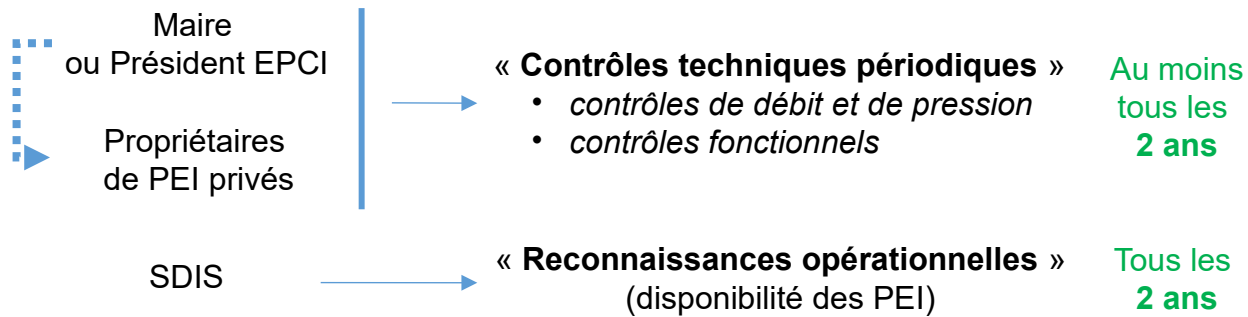 Maire
ou Président EPCI
Propriétaires
de PEI privés
« Contrôles techniques périodiques »
• contrôles de débit et de pression
• contrôles fonctionnels
Au moins
tous les
2 ans
SDIS
« Reconnaissances opérationnelles »
(disponibilité des PEI)
Tous les
2 ans